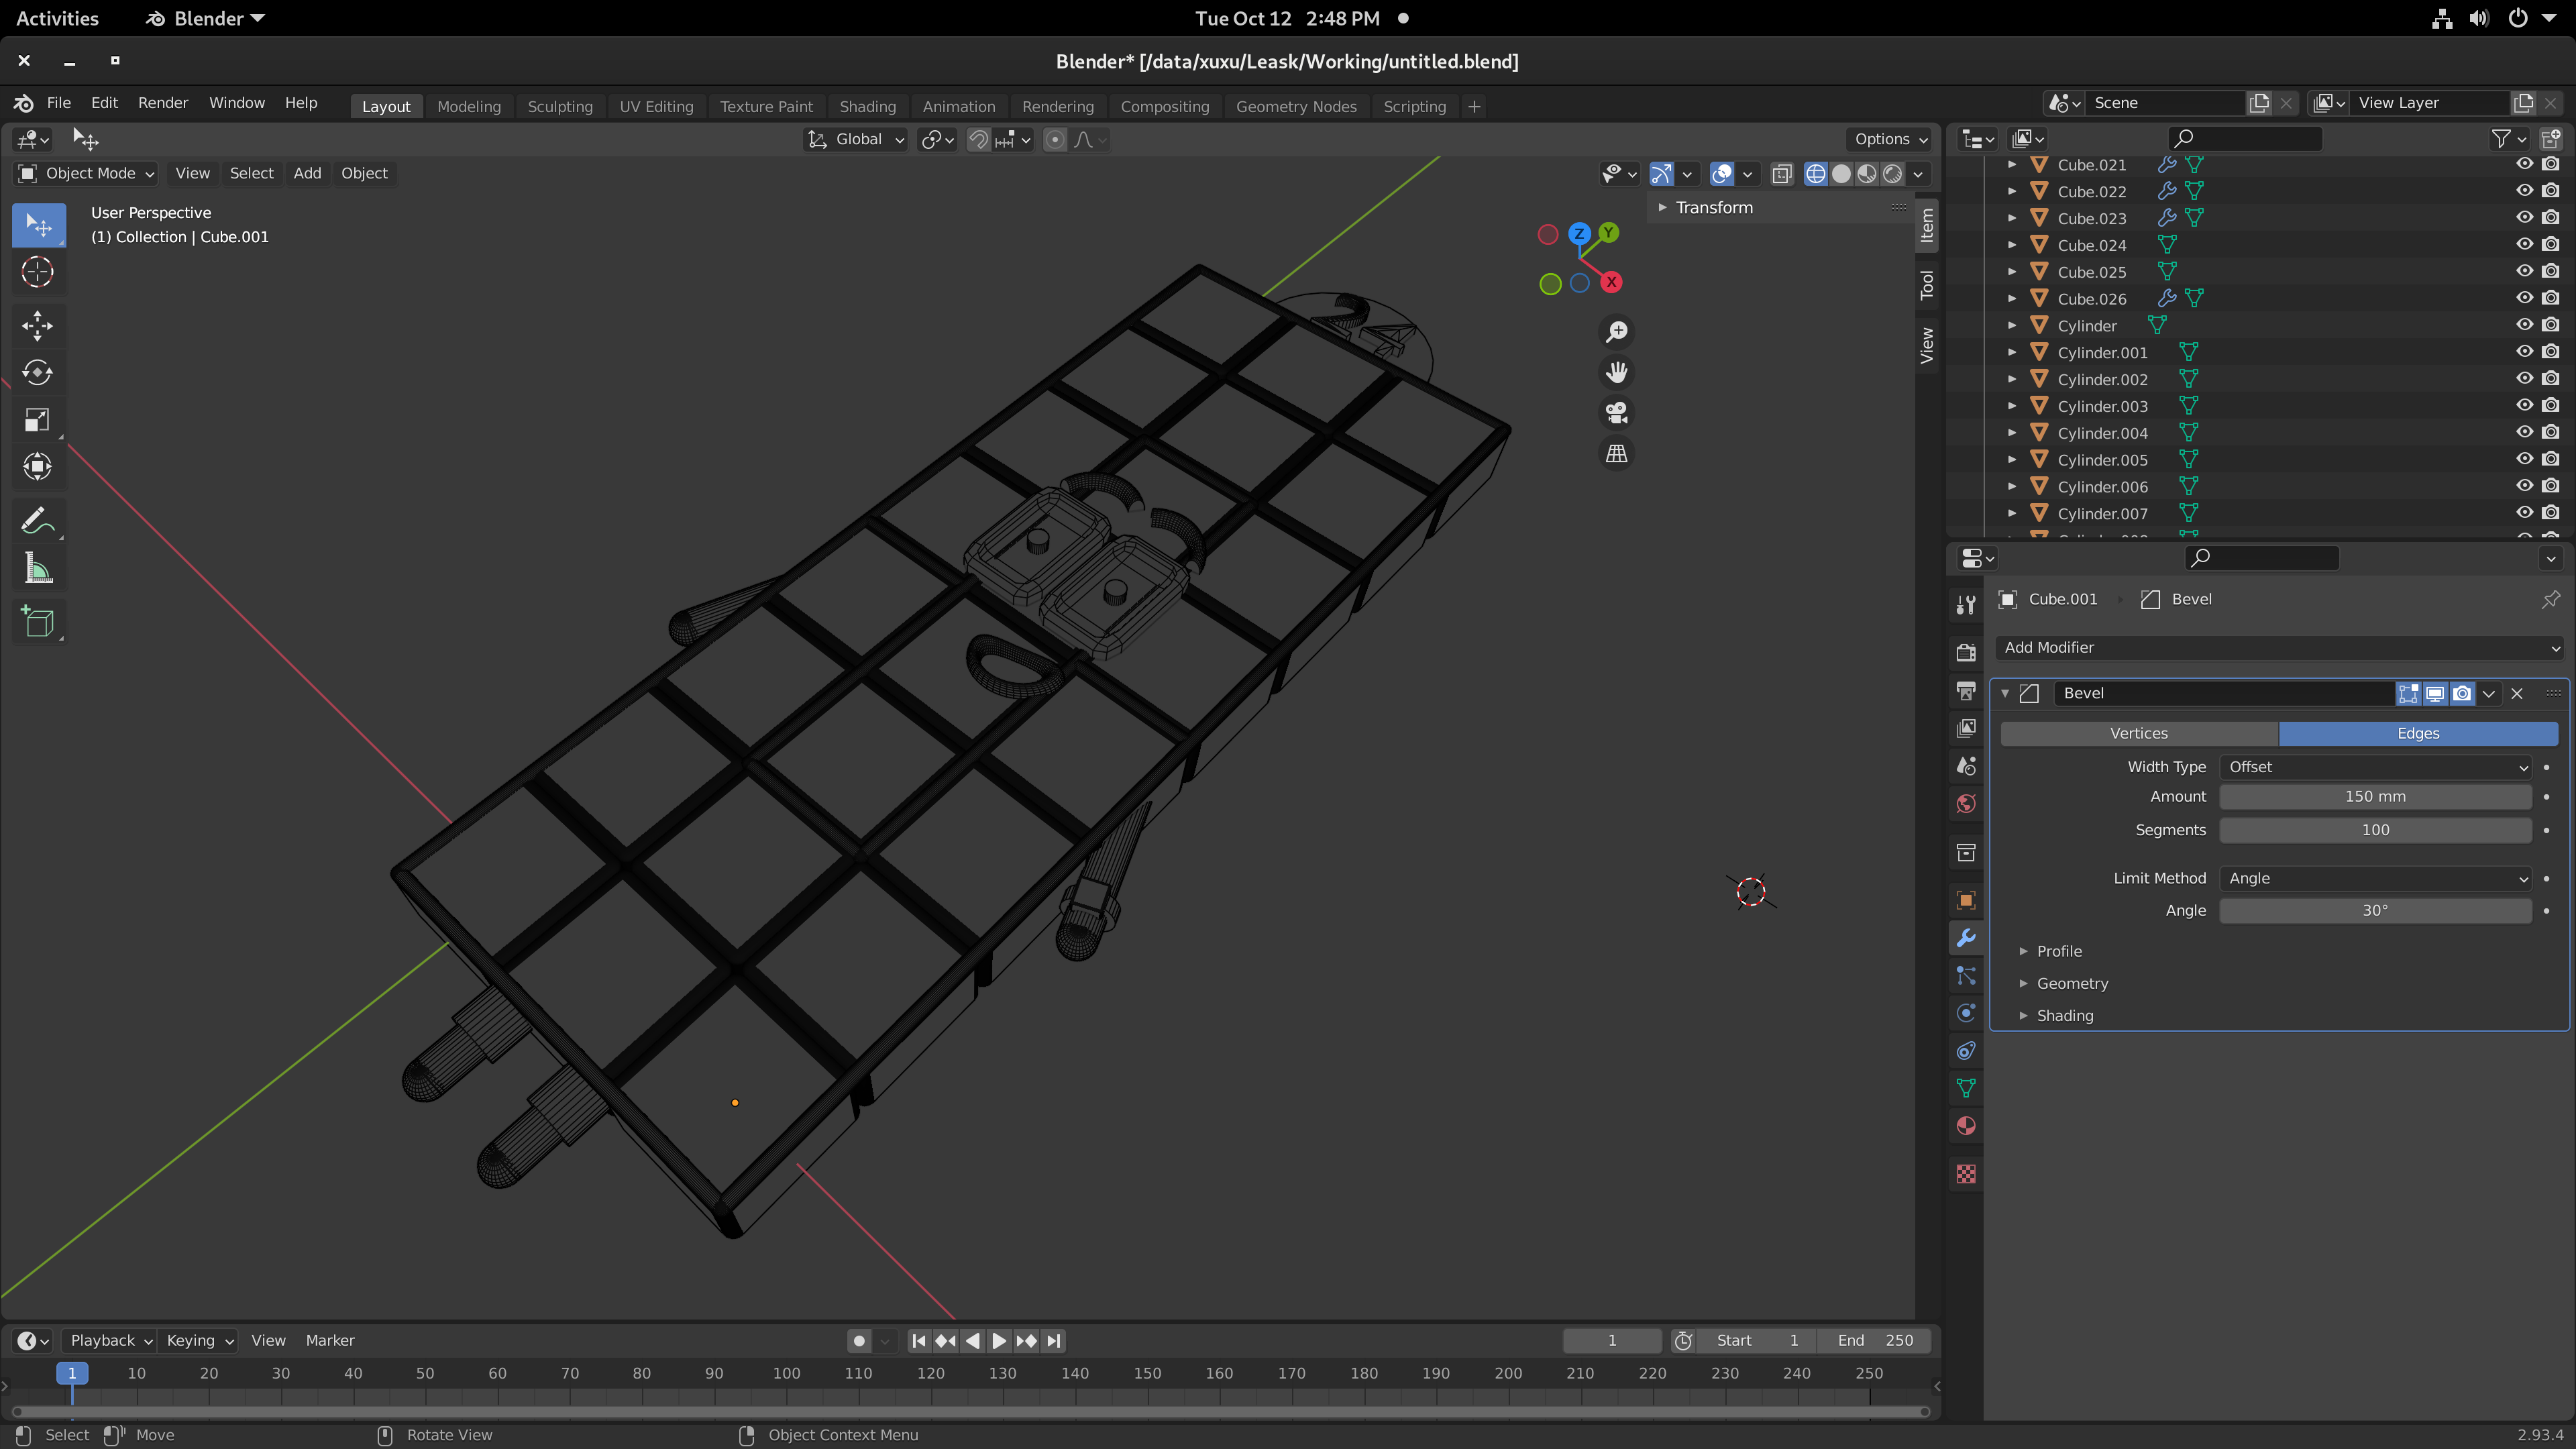 Activities Blender Tue Oct 12 2:48 PM
Blender* [/data/xuxu/Leask/Working/untitled.blend]
File Edit Render Window Help Layout Modeling Sculpting UV Editing Texture Paint Shading Animation Rendering Compositing Geometry Nodes Scripting + Scene View Layer
Global Options
Object Mode View Select Add Object
User Perspective
(1) Collection | Cube.001
Transform
Item
Tool
View
Z Y X
24
Cube.021
Cube.022
Cube.023
Cube.024
Cube.025
Cube.026
Cylinder
Cylinder.001
Cylinder.002
Cylinder.003
Cylinder.004
Cylinder.005
Cylinder.006
Cylinder.007
Cube.001 Bevel
Add Modifier
Bevel
Vertices Edges
Width Type Offset
Amount 150 mm
Segments 100
Limit Method Angle
Angle 30°
Profile
Geometry
Shading
Playback Keying View Marker 1 Start 1 End 250
1 10 20 30 40 50 60 70 80 90 100 110 120 130 140 150 160 170 180 190 200 210 220 230 240 250
Select Move Rotate View Object Context Menu 2.93.4